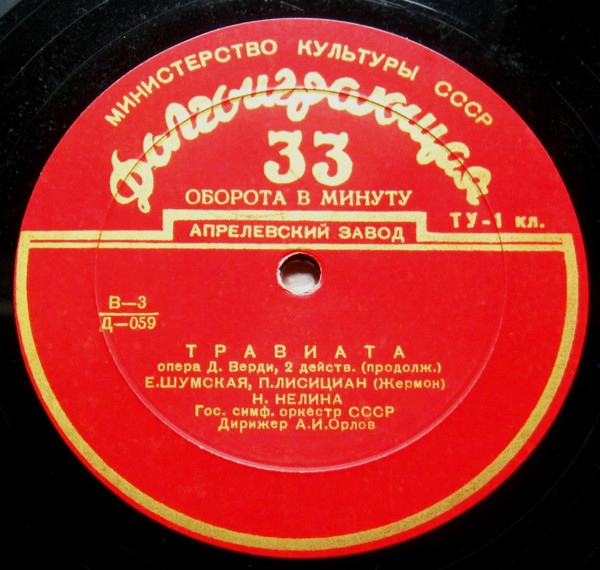 МИНИСТЕРСТВО КУЛЬТУРЫ СССР
Долгоиграющая
33
ОБОРОТА В МИНУТУ
ТУ-1 кл.
АПРЕЛЕВСКИЙ ЗАВОД
В—3
Д—059
ТРАВИАТА
опера Д. Верди, 2 действ. (продолж.)
Е.ШУМСКАЯ, П.ЛИСИЦИАН (Жермон)
Н. НЕЛИНА
Гос. симф. оркестр СССР
Дирижер А.И.Орлов